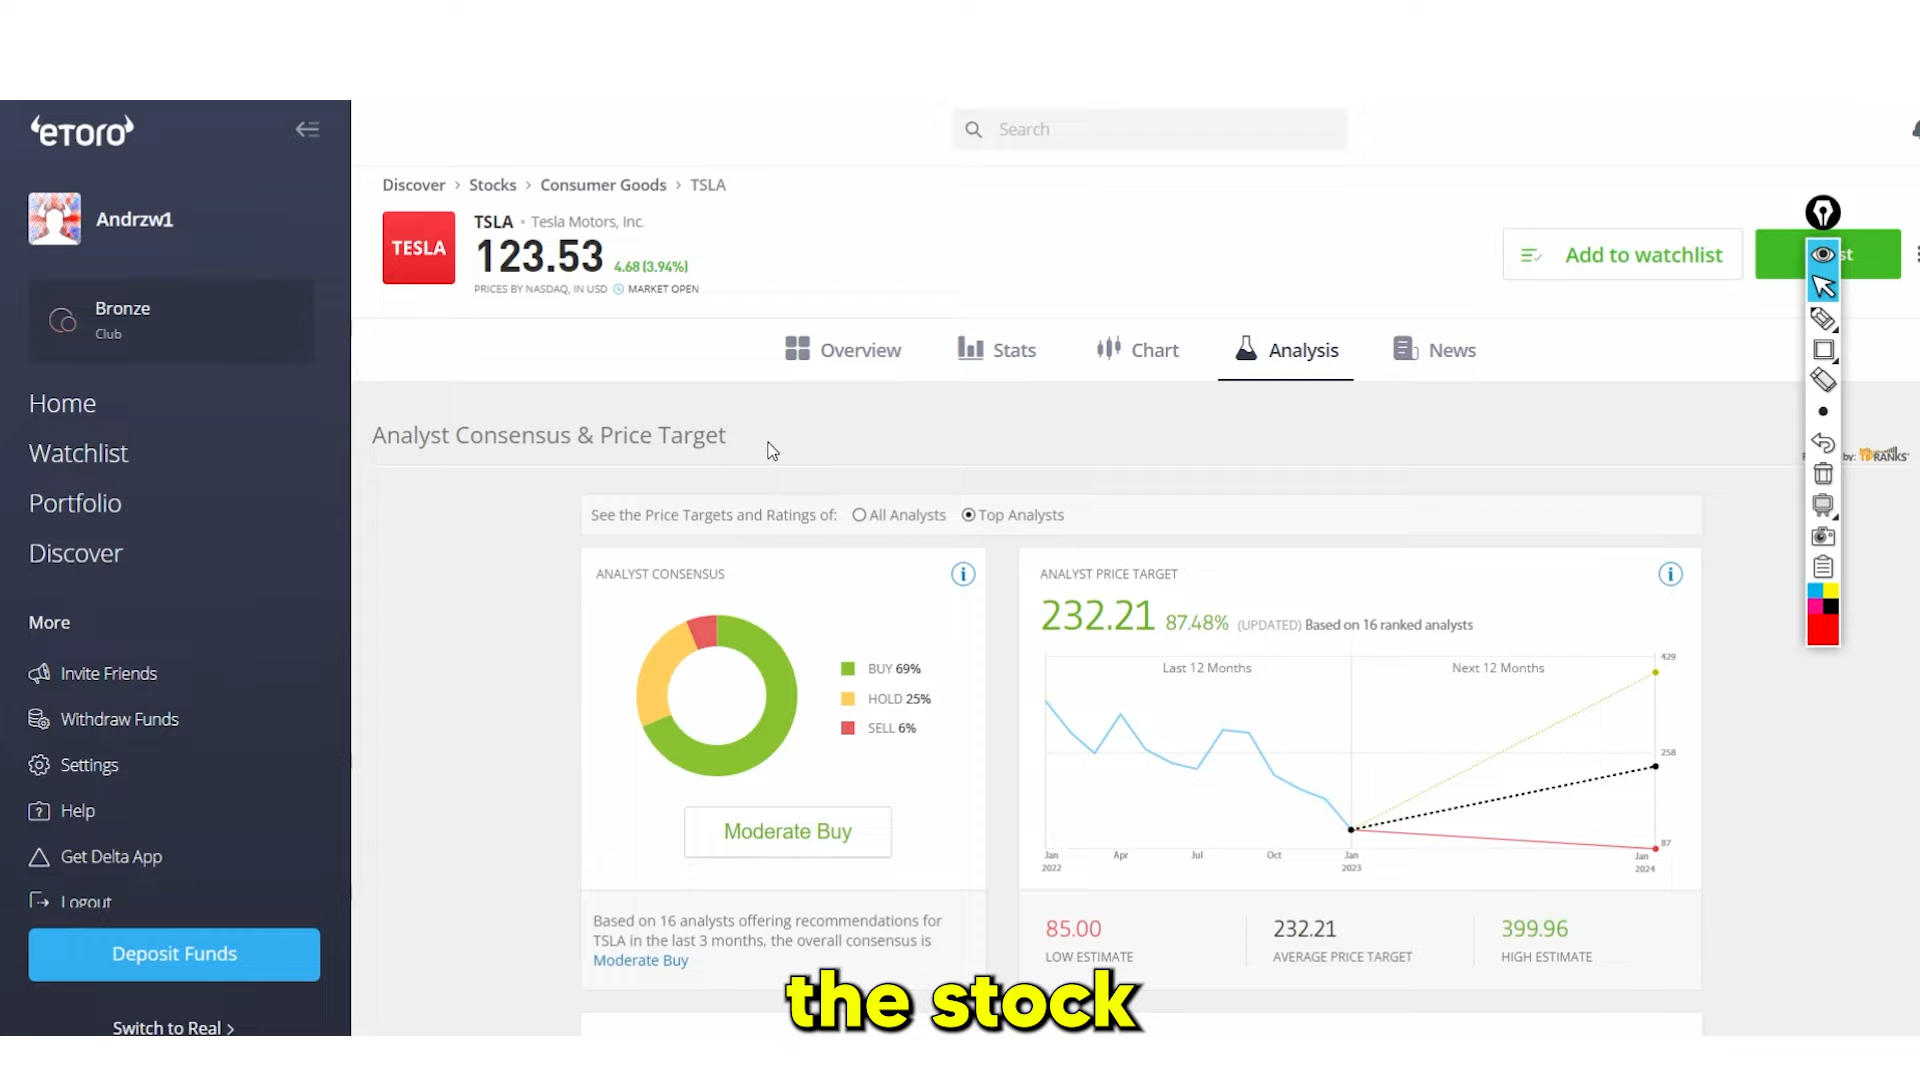 eToro
Search
Andrzw1
Bronze
Club
Home
Watchlist
Portfolio
Discover
More
Invite Friends
Withdraw Funds
Settings
Help
Get Delta App
Logout
Deposit Funds
Switch to Real >
Discover > Stocks > Consumer Goods > TSLA
TESLA
TSLA • Tesla Motors, Inc.
123.53 4.68 (3.94%)
PRICES BY NASDAQ, IN USD MARKET OPEN
Add to watchlist
Overview Stats Chart Analysis News
Analyst Consensus & Price Target
by: TIPRANKS
See the Price Targets and Ratings of: All Analysts Top Analysts
ANALYST CONSENSUS
BUY 69%
HOLD 25%
SELL 6%
Moderate Buy
Based on 16 analysts offering recommendations for
TSLA in the last 3 months, the overall consensus is
Moderate Buy
ANALYST PRICE TARGET
232.21 87.48% (UPDATED) Based on 16 ranked analysts
Last 12 Months Next 12 Months
429
258
87
Jan 2022 Apr Jul Oct Jan 2023 Jan 2024
85.00 232.21 399.96
LOW ESTIMATE AVERAGE PRICE TARGET HIGH ESTIMATE
the stock